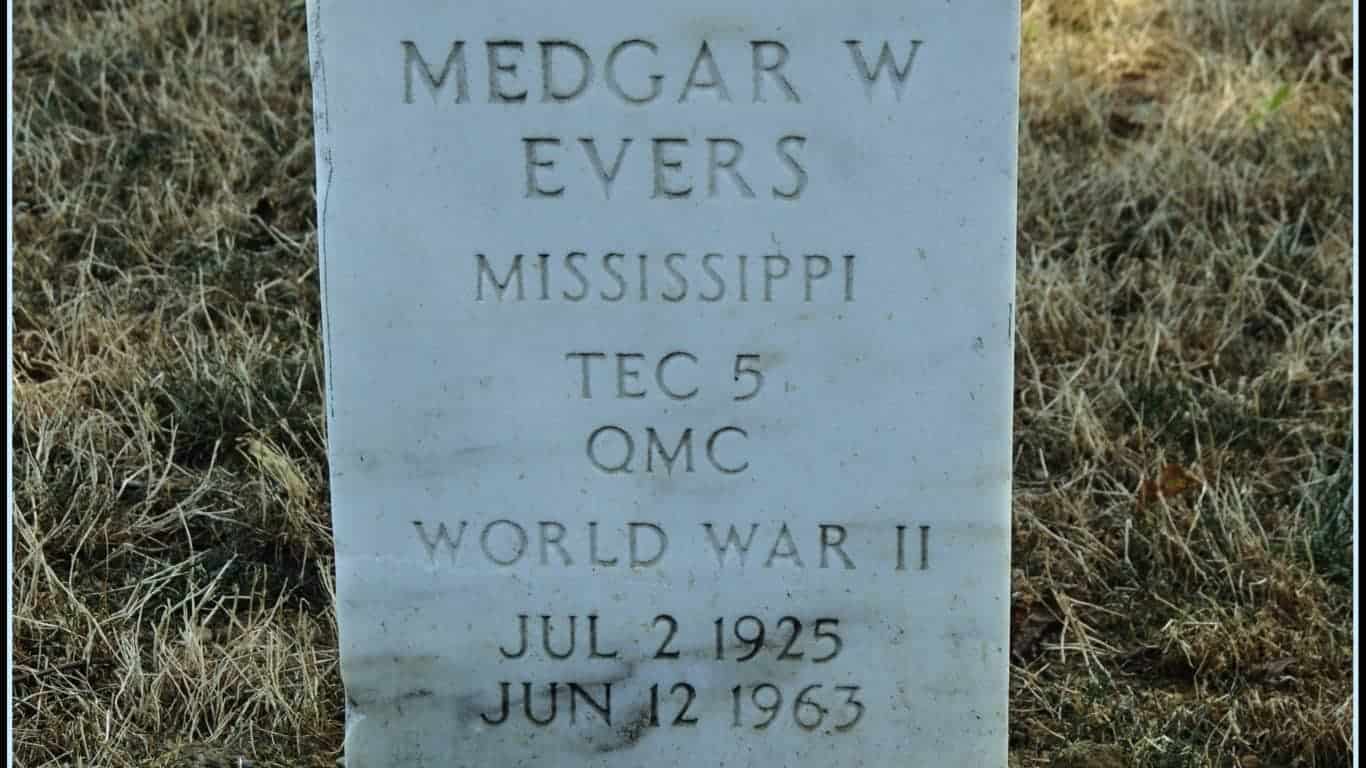 MEDGAR W
EVERS
MISSISSIPPI
TEC 5
QMC
WORLD WAR II
JUL 2 1925
JUN 12 1963